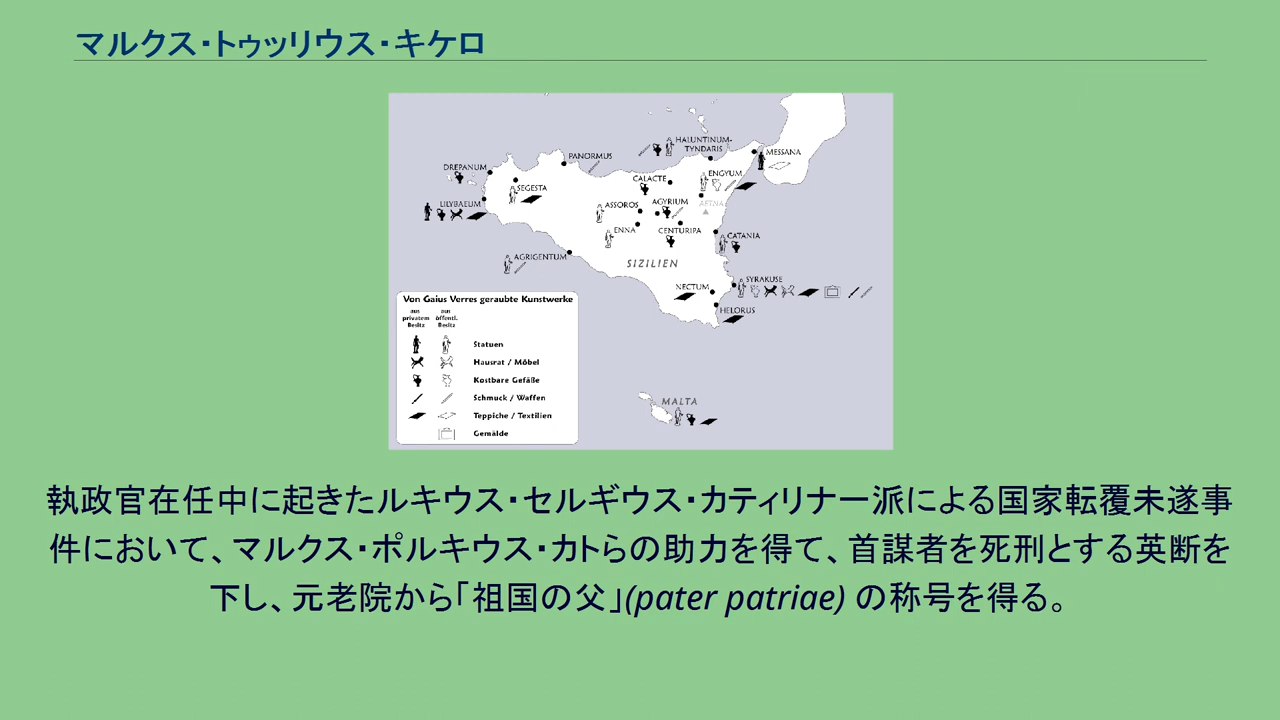 マルクス・トゥッリウス・キケロ
HALUNTINUM-
TYNDARIS
MESSANA
PANORMUS
DREPANUM
ENGYUM
CALACTE
SEGESTA
LILYBAEUM
ASSOROS
AGYRIUM
AETNA
ENNA
CENTURIPA
CATANIA
AGRIGENTUM
SIZILIEN
SYRAKUSE
NECTUM
HELORUS
MALTA
Von Gaius Verres geraubte Kunstwerke
aus privatem Besitz
aus öffentl. Besitz
Statuen
Hausrat / Möbel
Kostbare Gefäße
Schmuck / Waffen
Teppiche / Textilien
Gemälde
執政官在任中に起きたルキウス・セルギウス・カティリナ一派による国家転覆未遂事
件において、マルクス・ポルキウス・カトらの助力を得て、首謀者を死刑とする英断を
下し、元老院から「祖国の父」(pater patriae) の称号を得る。